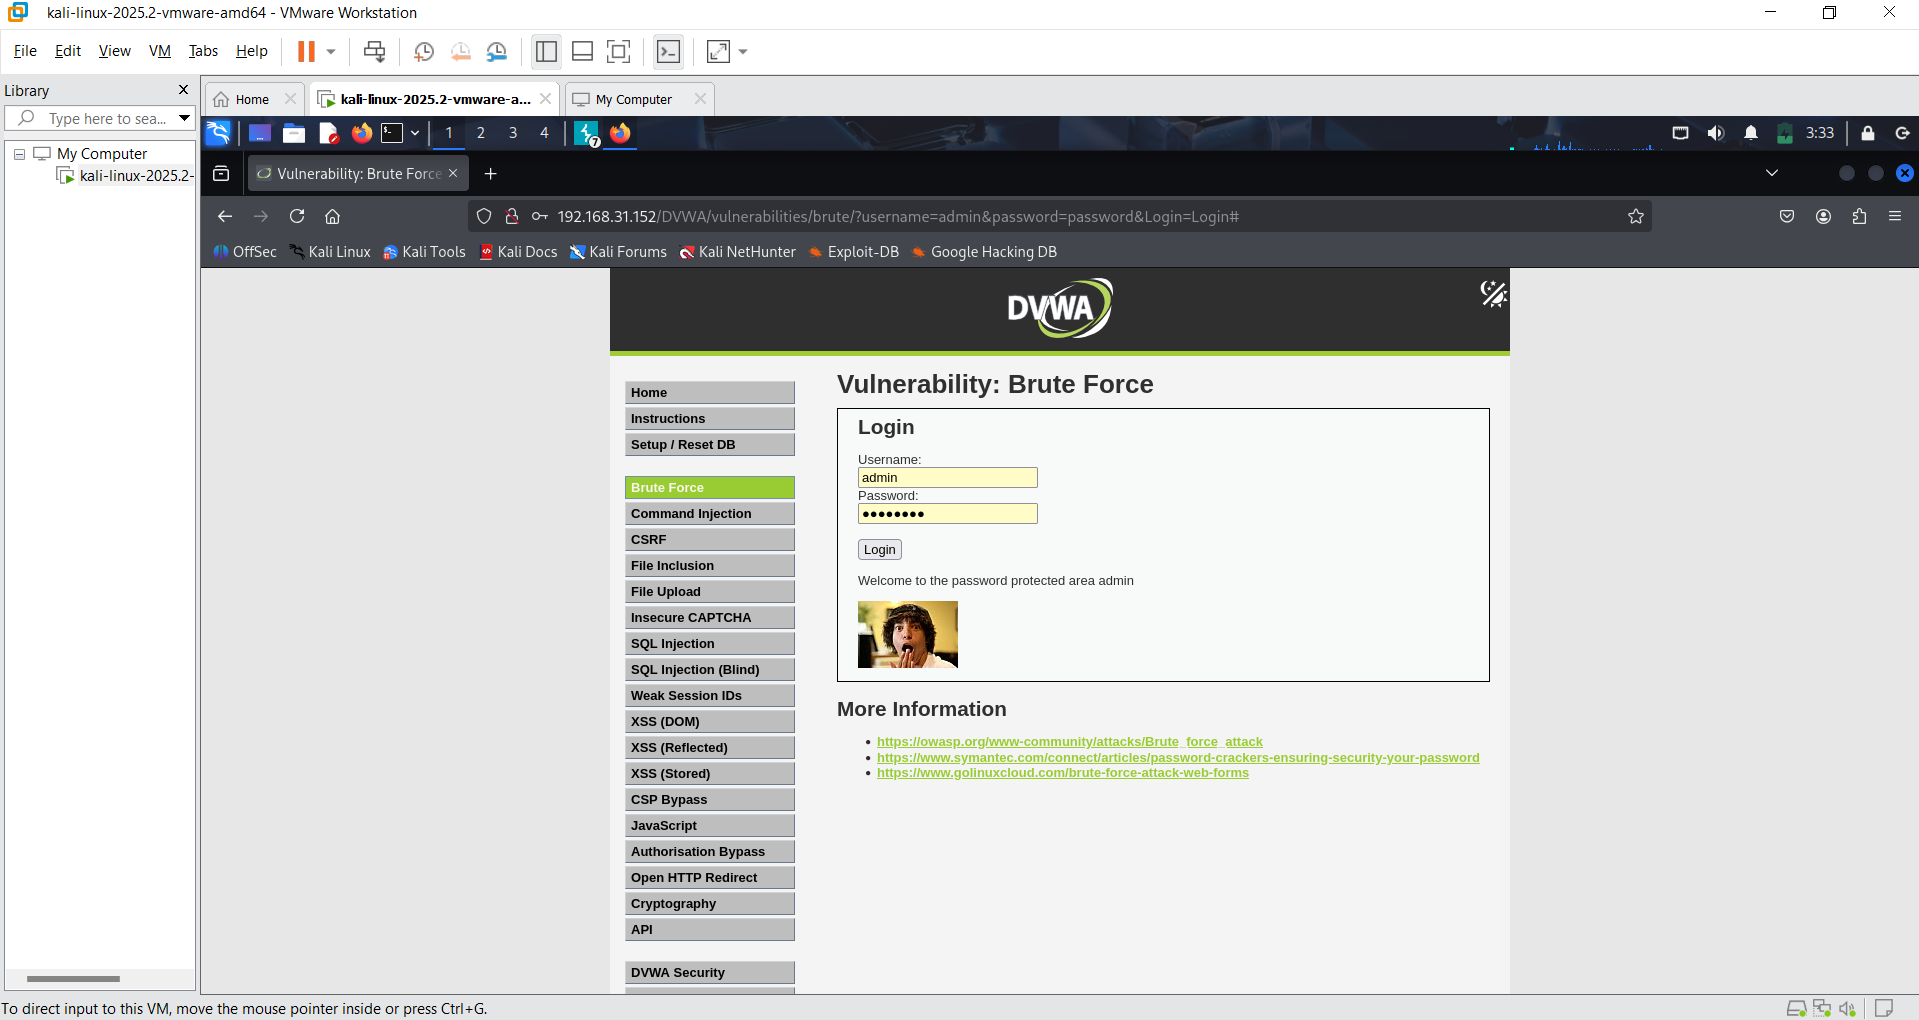 kali-linux-2025.2-vmware-amd64 - VMware Workstation
File Edit View VM Tabs Help
Library
Type here to sea...
My Computer
kali-linux-2025.2-
Home
kali-linux-2025.2-vmware-a...
My Computer
1 2 3 4
7
3:33
Vulnerability: Brute Force
192.168.31.152/DVWA/vulnerabilities/brute/?username=admin&password=password&Login=Login#
OffSec Kali Linux Kali Tools Kali Docs Kali Forums Kali NetHunter Exploit-DB Google Hacking DB
DVWA
Home
Instructions
Setup / Reset DB
Brute Force
Command Injection
CSRF
File Inclusion
File Upload
Insecure CAPTCHA
SQL Injection
SQL Injection (Blind)
Weak Session IDs
XSS (DOM)
XSS (Reflected)
XSS (Stored)
CSP Bypass
JavaScript
Authorisation Bypass
Open HTTP Redirect
Cryptography
API
DVWA Security
Vulnerability: Brute Force
Login
Username:
admin
Password:
●●●●●●●●
Login
Welcome to the password protected area admin
More Information
• https://owasp.org/www-community/attacks/Brute_force_attack
• https://www.symantec.com/connect/articles/password-crackers-ensuring-security-your-password
• https://www.golinuxcloud.com/brute-force-attack-web-forms
To direct input to this VM, move the mouse pointer inside or press Ctrl+G.